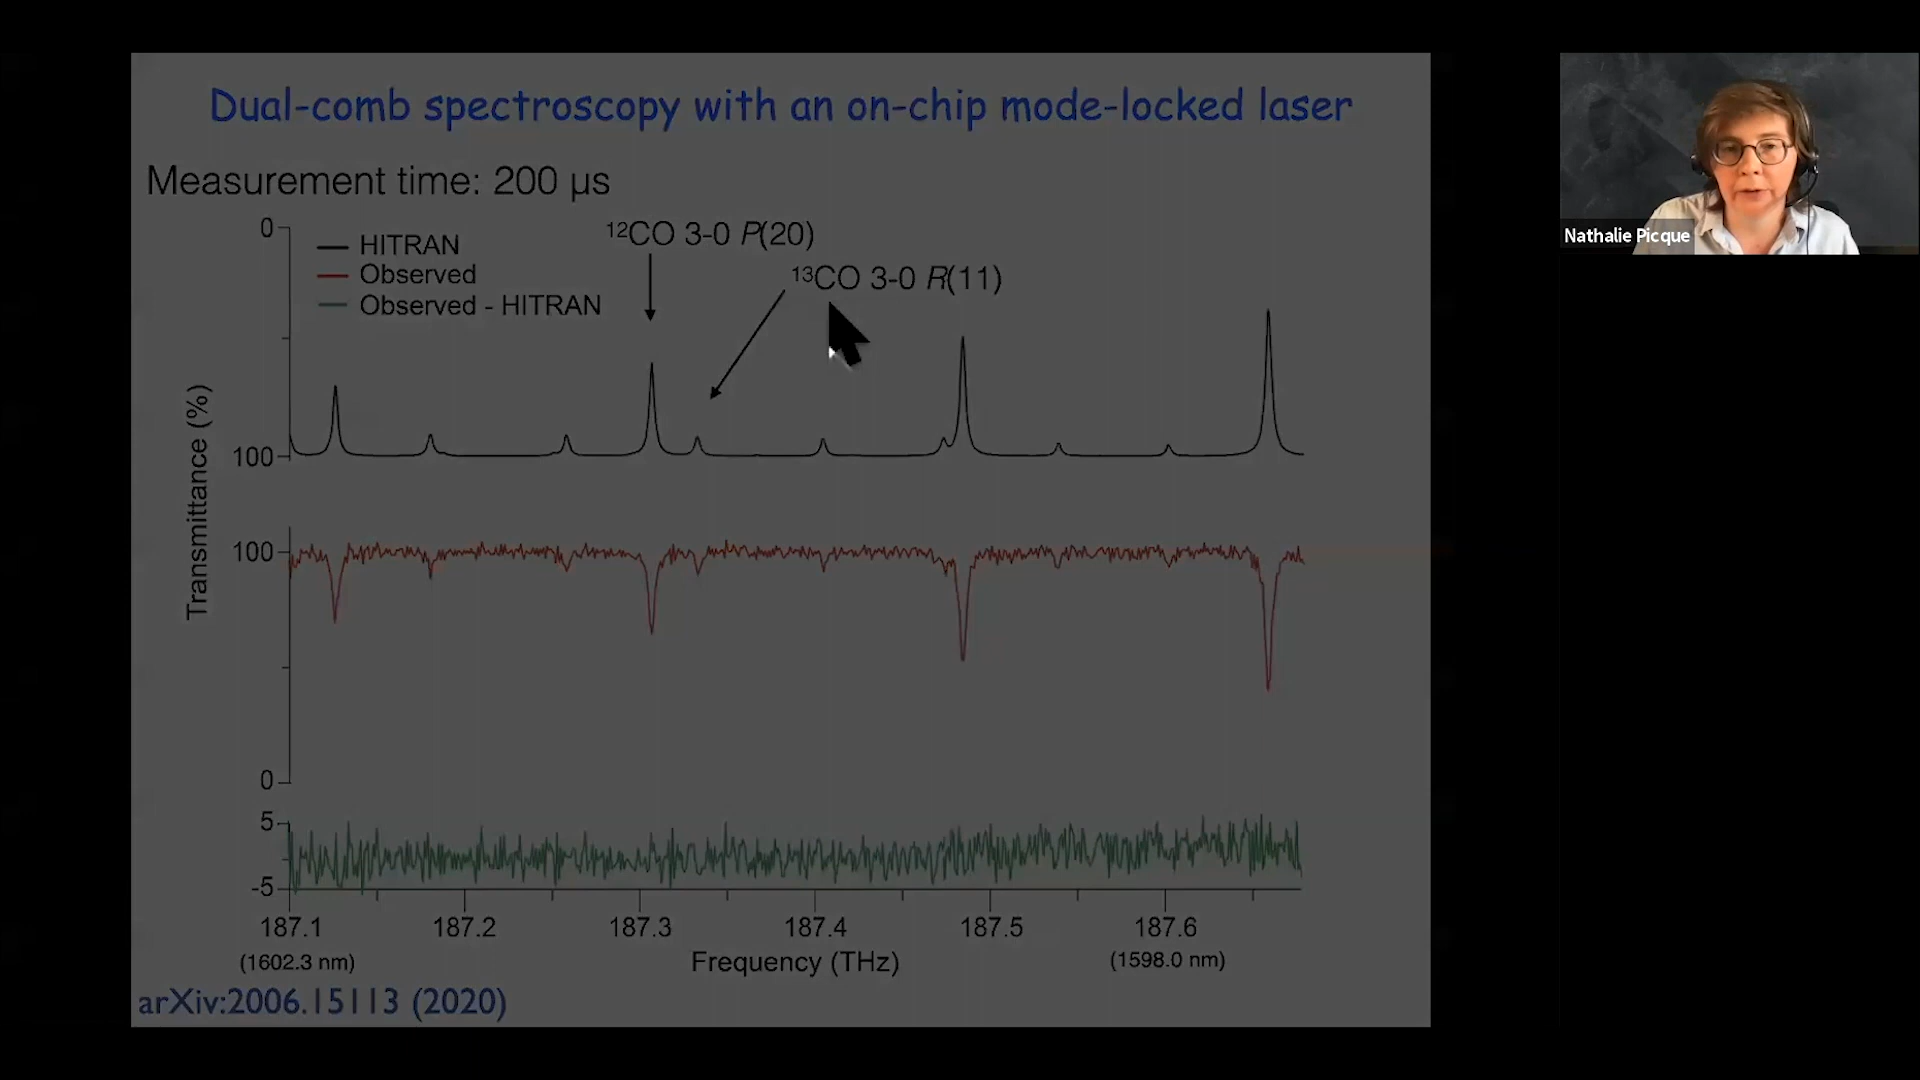 Dual-comb spectroscopy with an on-chip mode-locked laser
Measurement time: 200 µs
0
HITRAN
Observed
Observed - HITRAN
¹²CO 3-0 P(20)
¹³CO 3-0 R(11)
Transmittance (%)
100
100
0
5
-5
187.1 187.2 187.3 187.4 187.5 187.6
(1602.3 nm) Frequency (THz) (1598.0 nm)
arXiv:2006.15113 (2020)
Nathalie Picque